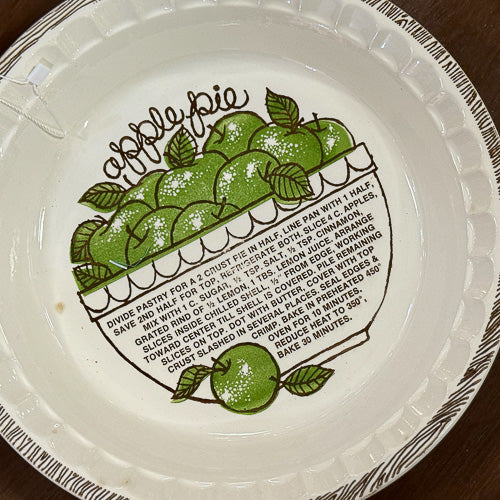 apple pie
DIVIDE PASTRY FOR A 2 CRUST PIE IN HALF, LINE PAN WITH 1 HALF,
SAVE 2ND HALF FOR TOP, REFRIGERATE BOTH. SLICE 4 C. APPLES,
MIX WITH 1 C. SUGAR, ½ TSP. SALT, ½ TSP. CINNAMON,
GRATED RIND OF ½ LEMON, 1 TBS. LEMON JUICE. ARRANGE
SLICES INSIDE CHILLED SHELL, ½" FROM EDGE, WORKING
TOWARD CENTER TILL SHELL IS COVERED. PILE REMAINING
SLICES ON TOP. DOT WITH BUTTER, COVER WITH TOP
CRUST SLASHED IN SEVERAL PLACES. SEAL EDGES &
CRIMP. BAKE IN PREHEATED 450°
OVEN FOR 10 MINUTES.
REDUCE HEAT TO 350°,
BAKE 30 MINUTES.